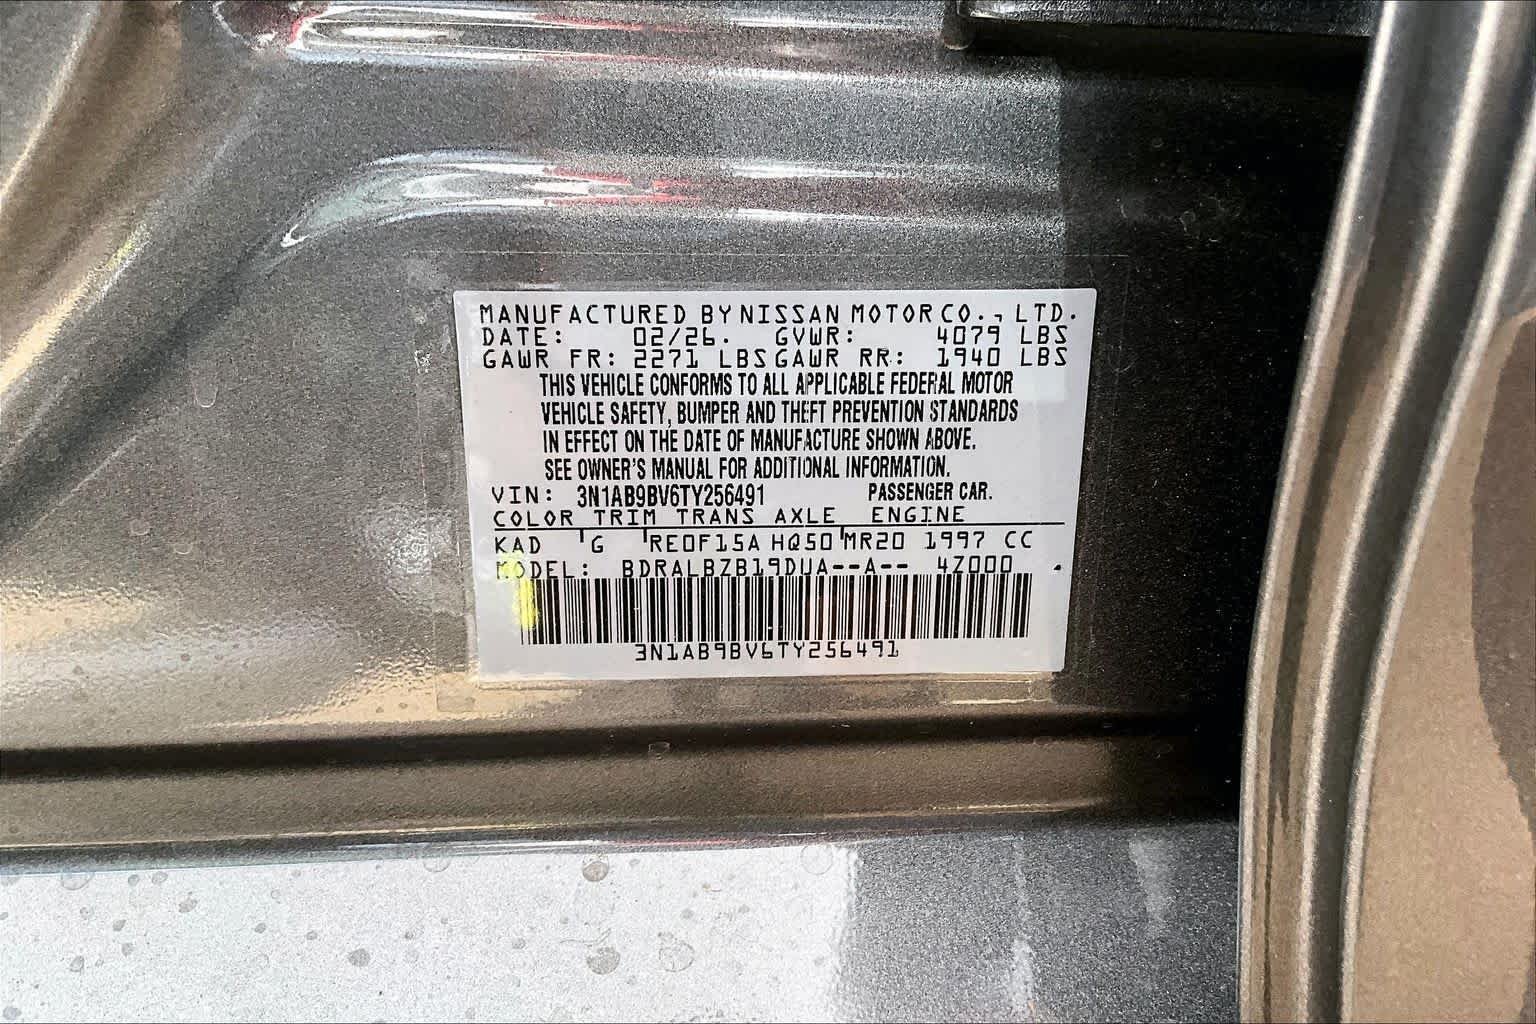 MANUFACTURED BY NISSAN MOTOR CO., LTD.
DATE: 02/26. GVWR: 4079 LBS
GAWR FR: 2271 LBS GAWR RR: 1940 LBS
THIS VEHICLE CONFORMS TO ALL APPLICABLE FEDERAL MOTOR
VEHICLE SAFETY, BUMPER AND THEFT PREVENTION STANDARDS
IN EFFECT ON THE DATE OF MANUFACTURE SHOWN ABOVE.
SEE OWNER'S MANUAL FOR ADDITIONAL INFORMATION.
VIN: 3N1AB9BV6TY256491 PASSENGER CAR.
COLOR TRIM TRANS AXLE ENGINE
KAD G RE0F15A HQ50 MR20 1997 CC
MODEL: BDRALBZB19DUA--A-- 4Z000
3N1AB9BV6TY256491